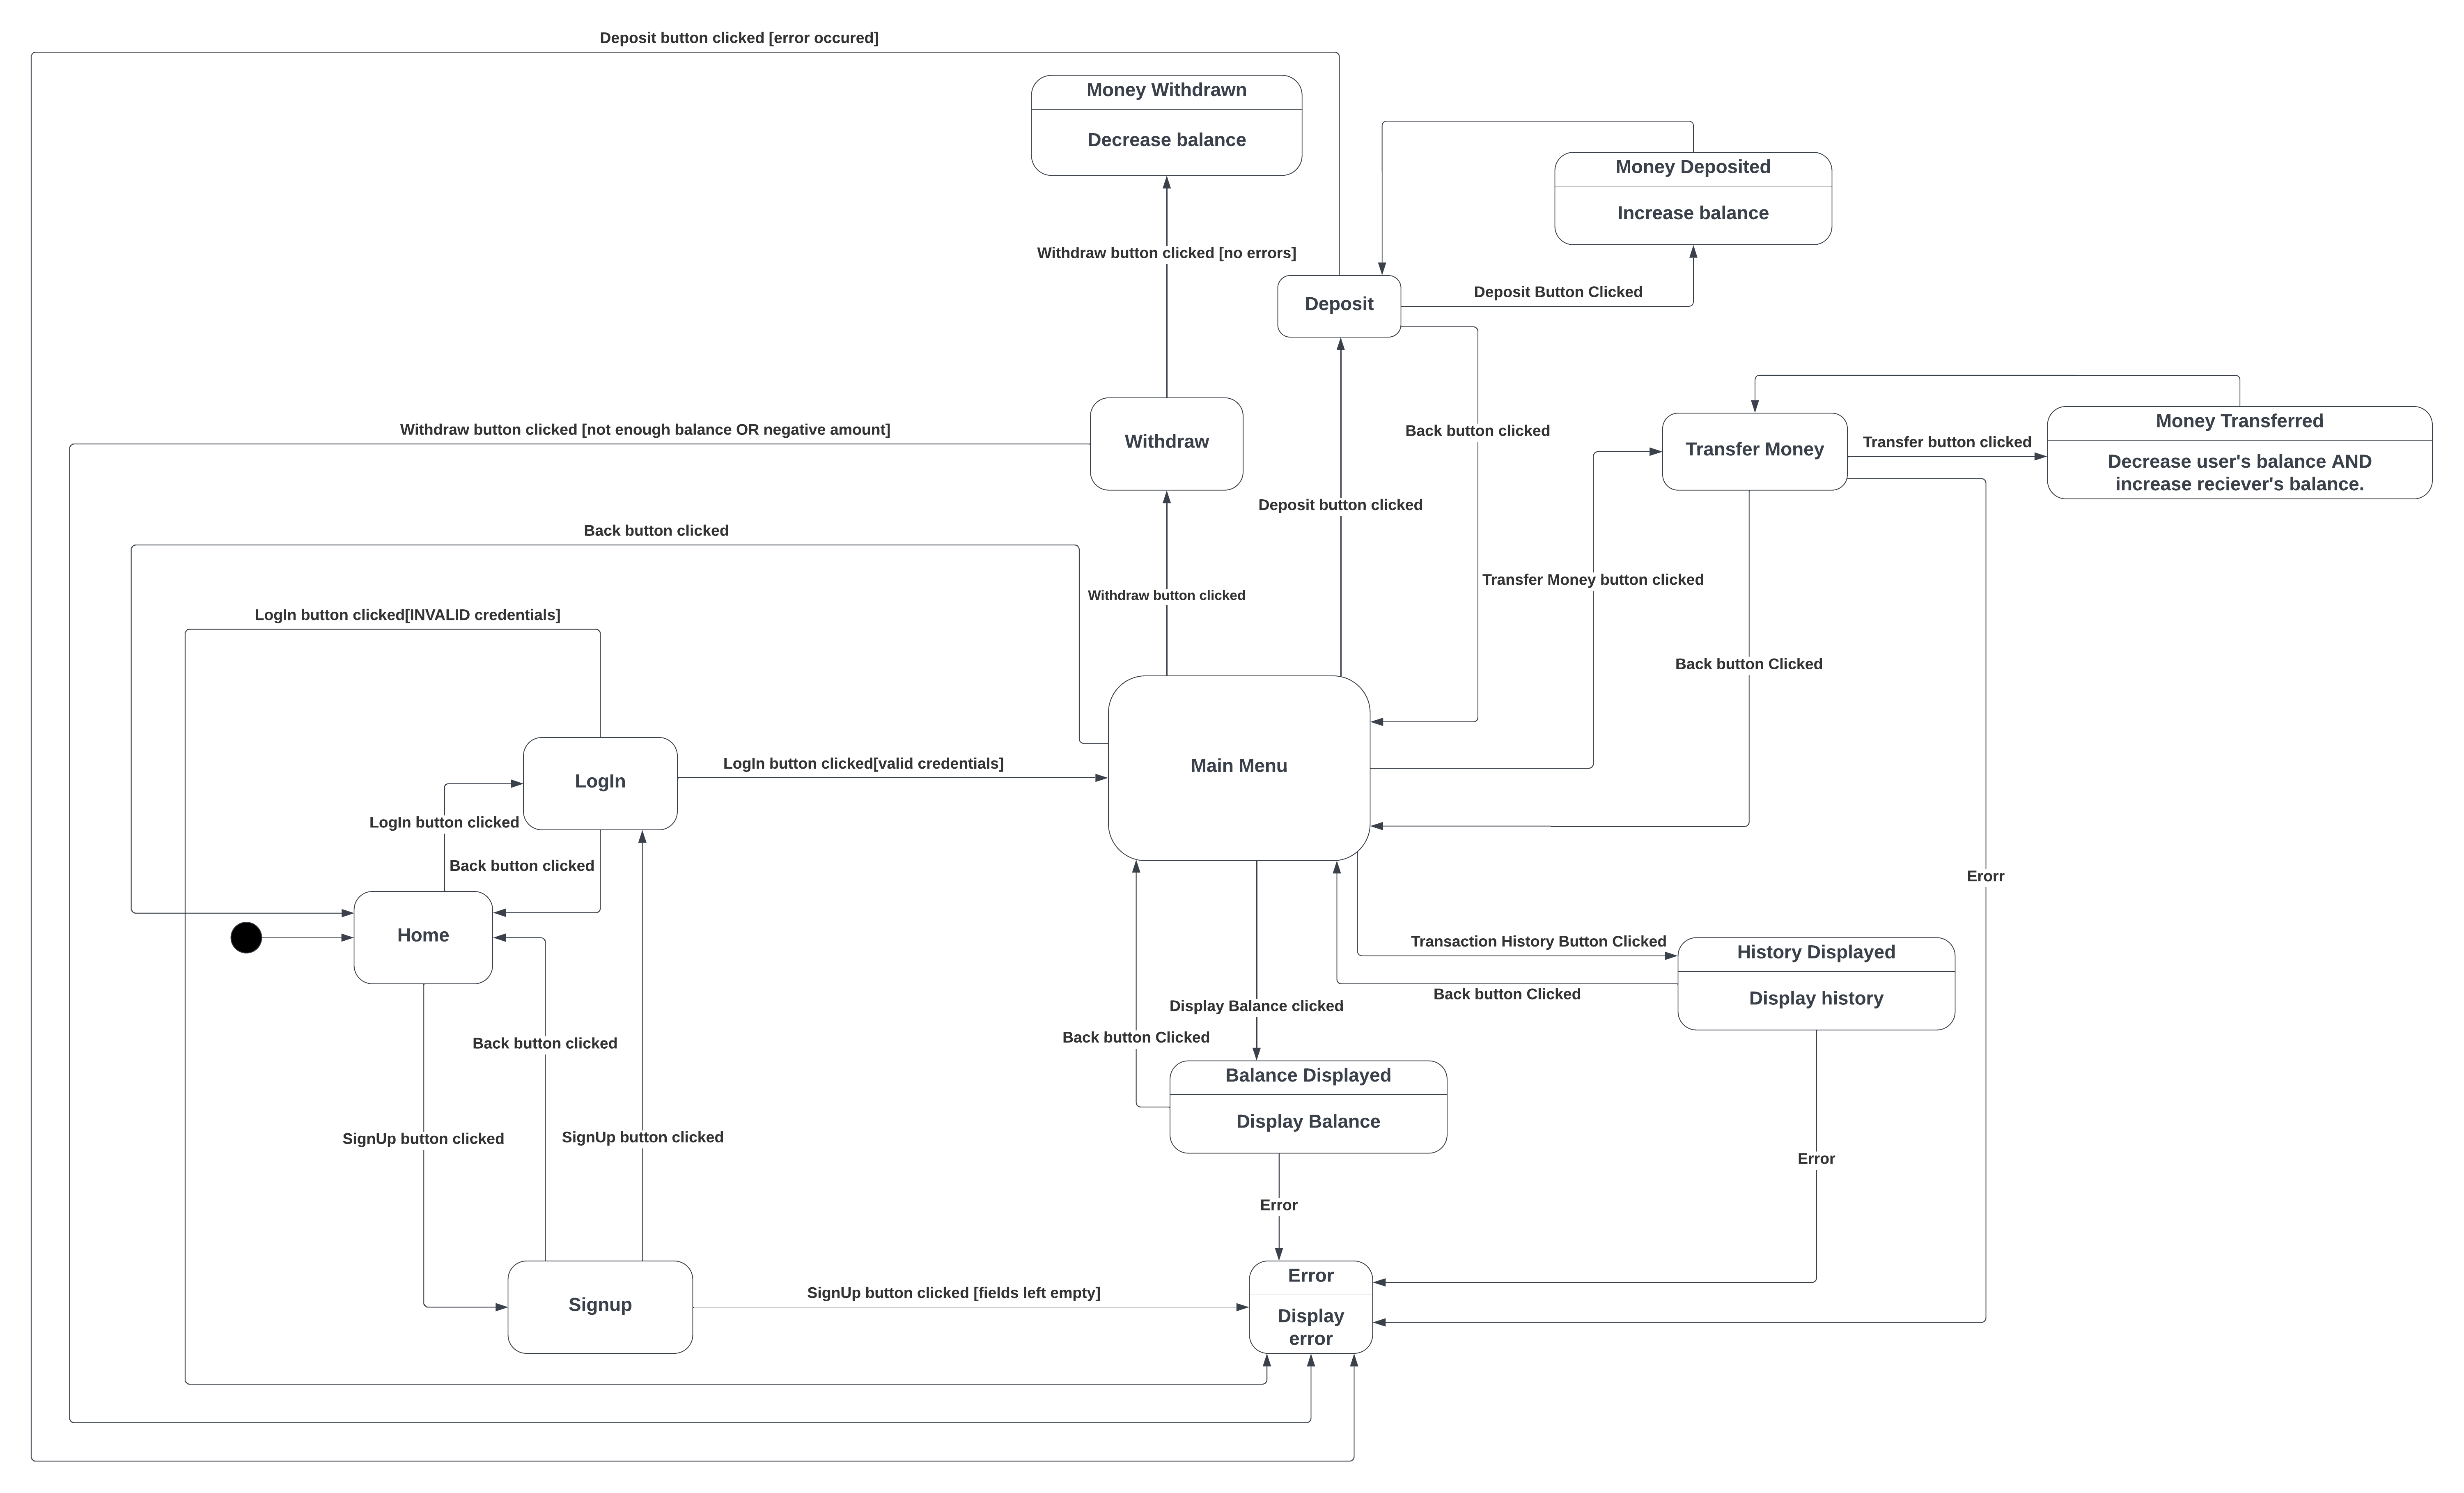 Deposit button clicked [error occured]
Money Withdrawn
Decrease balance
Money Deposited
Increase balance
Withdraw button clicked [no errors]
Deposit
Deposit Button Clicked
Withdraw button clicked [not enough balance OR negative amount]
Withdraw
Back button clicked
Transfer Money
Transfer button clicked
Money Transferred
Decrease user's balance AND
increase reciever's balance.
Deposit button clicked
Back button clicked
Withdraw button clicked
Transfer Money button clicked
LogIn button clicked[INVALID credentials]
Back button Clicked
LogIn
LogIn button clicked[valid credentials]
Main Menu
LogIn button clicked
Back button clicked
Erorr
Home
Transaction History Button Clicked
History Displayed
Display history
Back button Clicked
Display Balance clicked
Back button Clicked
Back button clicked
Balance Displayed
Display Balance
SignUp button clicked
SignUp button clicked
Error
Error
Signup
SignUp button clicked [fields left empty]
Error
Display
error